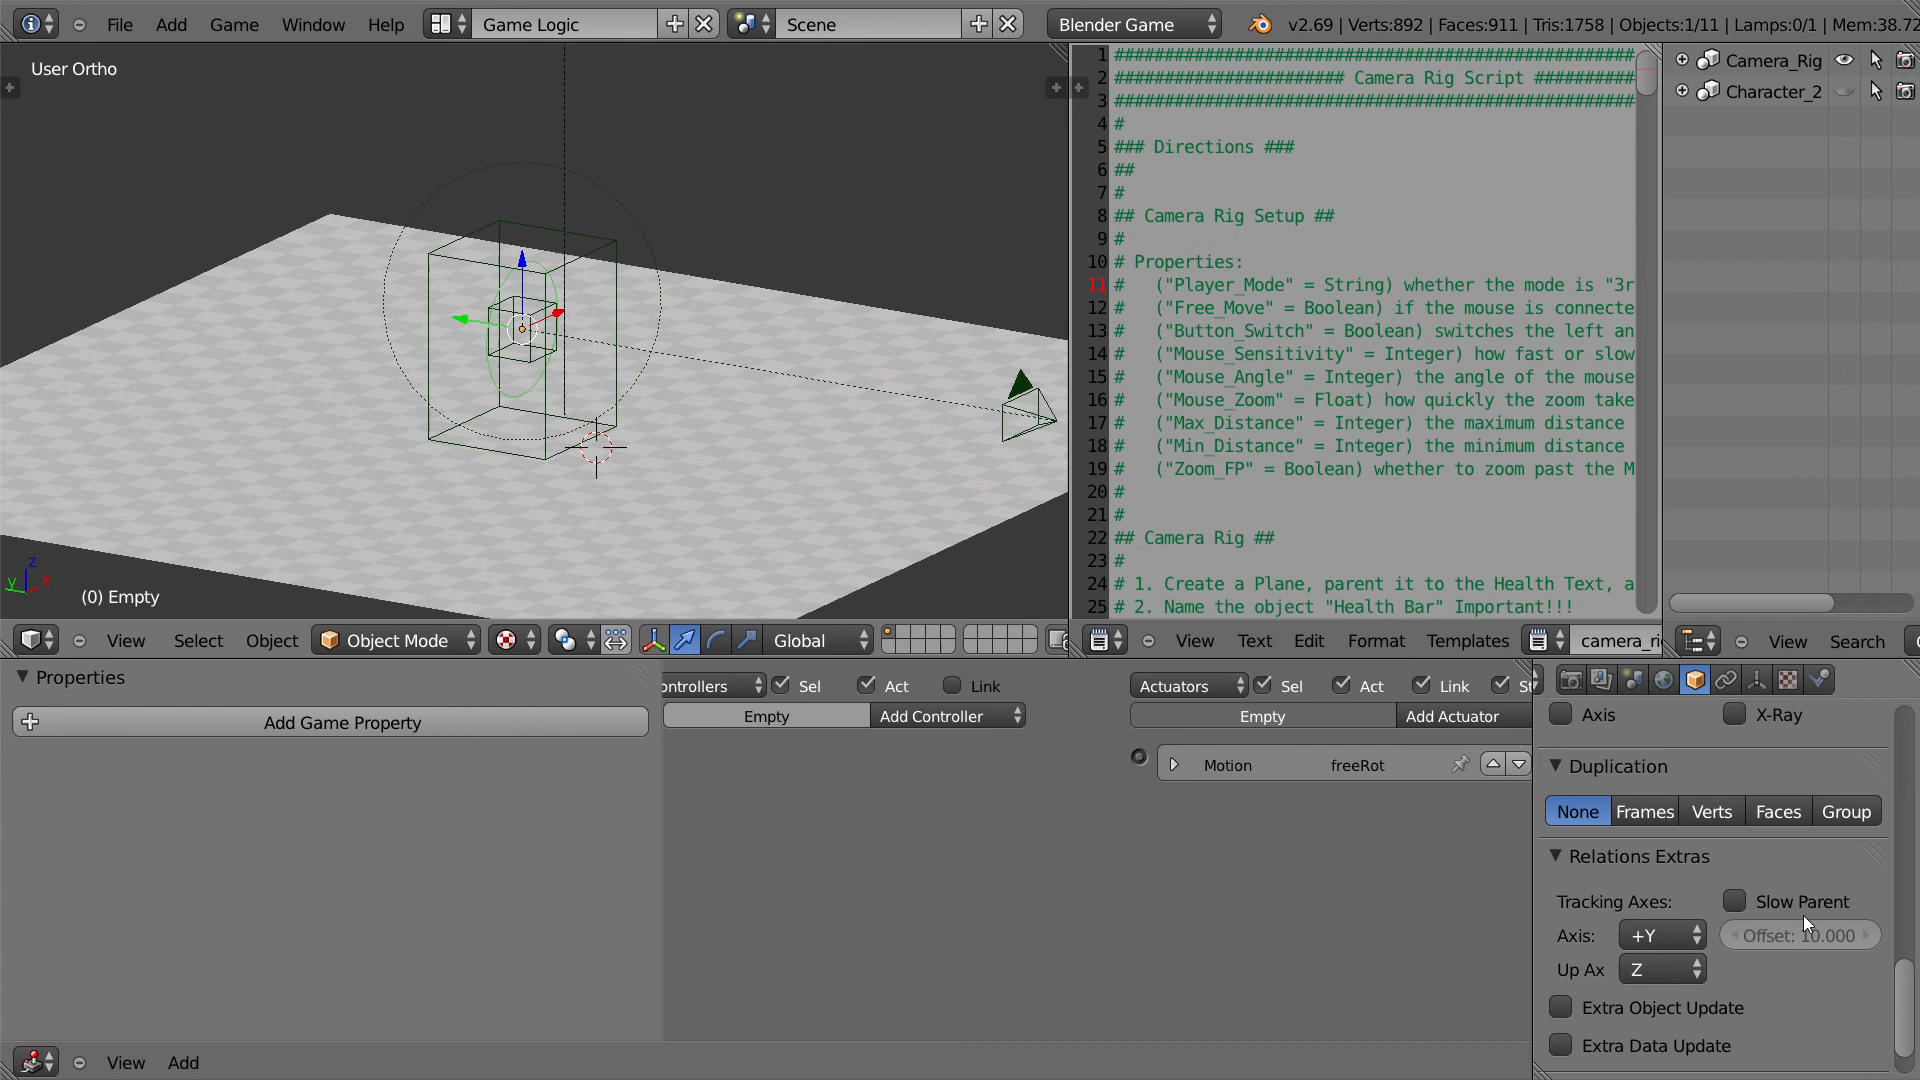 File Add Game Window Help Game Logic Scene Blender Game v2.69 | Verts:892 | Faces:911 | Tris:1758 | Objects:1/11 | Lamps:0/1 | Mem:38.72
User Ortho
(0) Empty
View Select Object Object Mode Global
1 ####################################################
2 ####################### Camera Rig Script ##########
3 ####################################################
4 #
5 ### Directions ###
6 ##
7 #
8 ## Camera Rig Setup ##
9 #
10 # Properties:
11 # ("Player_Mode" = String) whether the mode is "3r
12 # ("Free_Move" = Boolean) if the mouse is connecte
13 # ("Button_Switch" = Boolean) switches the left an
14 # ("Mouse_Sensitivity" = Integer) how fast or slow
15 # ("Mouse_Angle" = Integer) the angle of the mouse
16 # ("Mouse_Zoom" = Float) how quickly the zoom take
17 # ("Max_Distance" = Integer) the maximum distance
18 # ("Min_Distance" = Integer) the minimum distance
19 # ("Zoom_FP" = Boolean) whether to zoom past the M
20 #
21 #
22 ## Camera Rig ##
23 #
24 # 1. Create a Plane, parent it to the Health Text, a
25 # 2. Name the object "Health Bar" Important!!!
View Text Edit Format Templates camera_ri
Camera_Rig
Character_2
View Search
Properties
Add Game Property
ontrollers Sel Act Link
Empty Add Controller
Actuators Sel Act Link St
Empty Add Actuator
Motion freeRot
Axis X-Ray
Duplication
None Frames Verts Faces Group
Relations Extras
Tracking Axes: Slow Parent
Axis: +Y Offset: 10.000
Up Ax Z
Extra Object Update
Extra Data Update
View Add
z
y
x